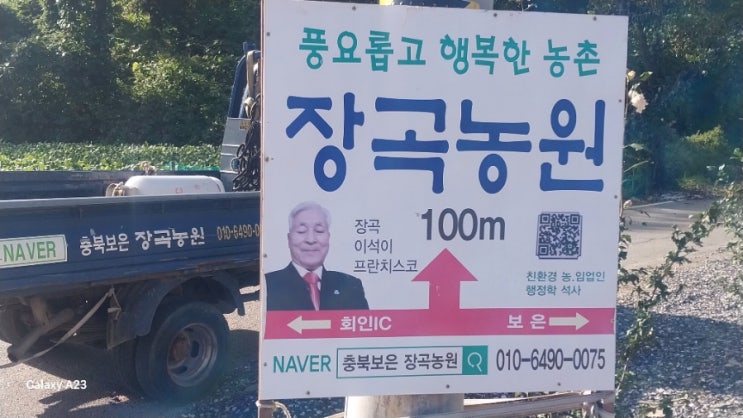 풍요롭고 행복한 농촌
장곡농원
장곡
이석이
프란치스코
100m
친환경 농.임업인
행정학 석사
회인IC
보은
NAVER 충북보은 장곡농원 010-6490-0075
NAVER 충북보은 장곡농원 010-6490-0
Galaxy A23